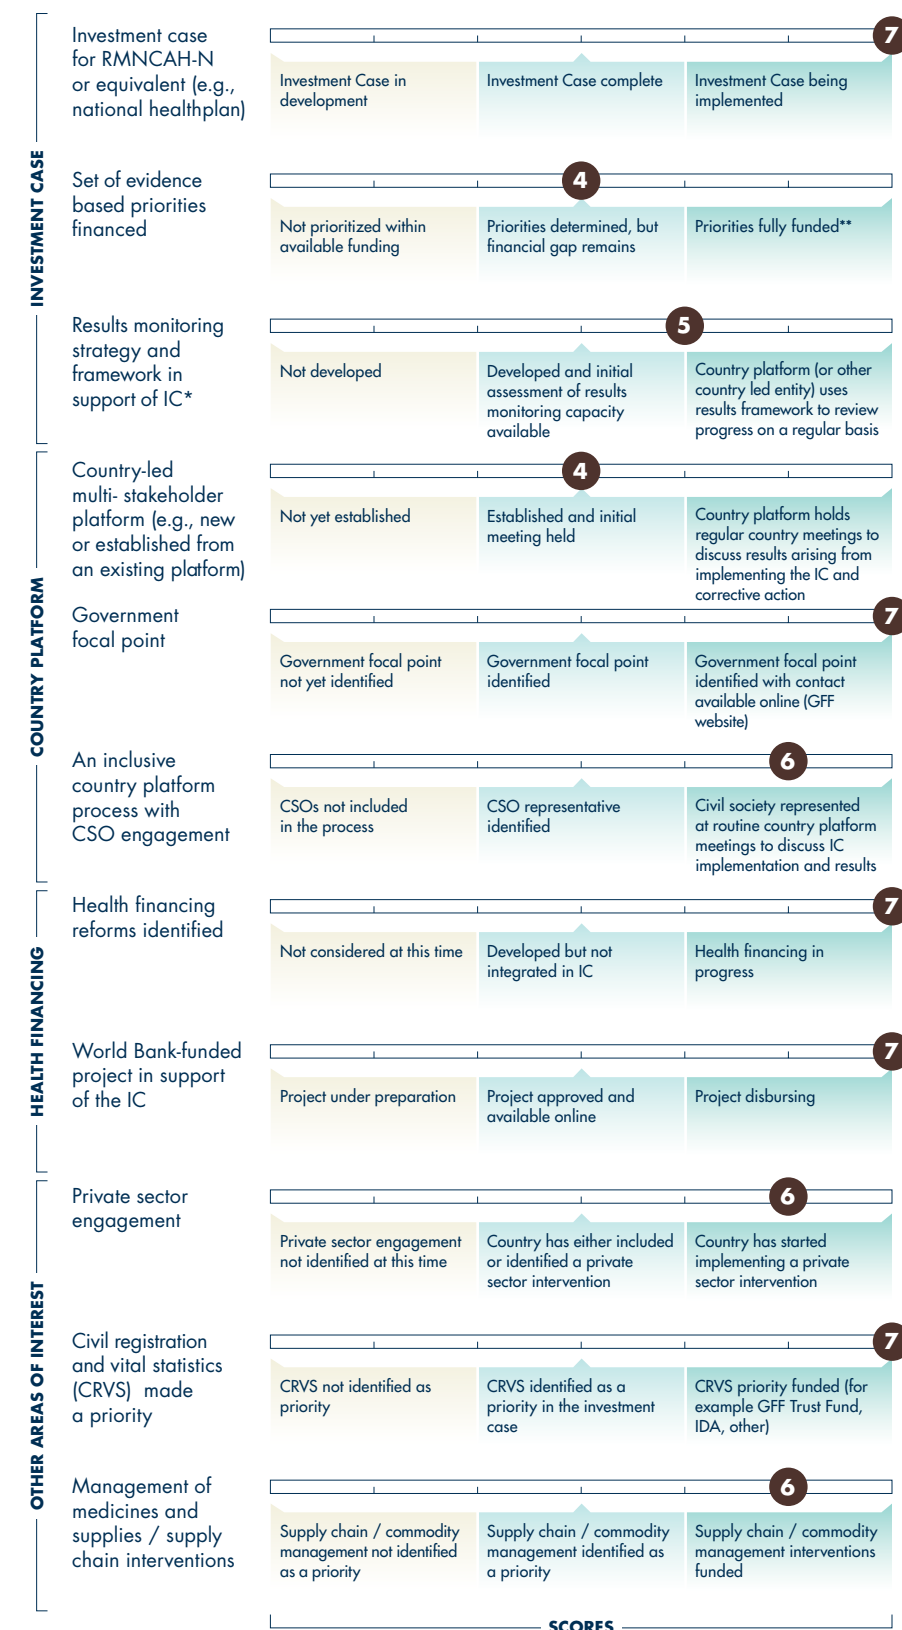 INVESTMENT CASE
Investment case
for RMNCAH-N
or equivalent (e.g.,
national healthplan)
7
Investment Case in
development
Investment Case complete
Investment Case being
implemented
Set of evidence
based priorities
financed
4
Not prioritized within
available funding
Priorities determined, but
financial gap remains
Priorities fully funded**
Results monitoring
strategy and
framework in
support of IC*
5
Not developed
Developed and initial
assessment of results
monitoring capacity
available
Country platform (or other
country led entity) uses
results framework to review
progress on a regular basis
COUNTRY PLATFORM
Country-led
multi- stakeholder
platform (e.g., new
or established from
an existing platform)
4
Not yet established
Established and initial
meeting held
Country platform holds
regular country meetings to
discuss results arising from
implementing the IC and
corrective action
Government
focal point
7
Government focal point
not yet identified
Government focal point
identified
Government focal point
identified with contact
available online (GFF
website)
An inclusive
country platform
process with
CSO engagement
6
CSOs not included
in the process
CSO representative
identified
Civil society represented
at routine country platform
meetings to discuss IC
implementation and results
HEALTH FINANCING
Health financing
reforms identified
7
Not considered at this time
Developed but not
integrated in IC
Health financing in
progress
World Bank-funded
project in support
of the IC
7
Project under preparation
Project approved and
available online
Project disbursing
OTHER AREAS OF INTEREST
Private sector
engagement
6
Private sector engagement
not identified at this time
Country has either included
or identified a private
sector intervention
Country has started
implementing a private
sector intervention
Civil registration
and vital statistics
(CRVS) made
a priority
7
CRVS not identified as
priority
CRVS identified as a
priority in the investment
case
CRVS priority funded (for
example GFF Trust Fund,
IDA, other)
Management of
medicines and
supplies / supply
chain interventions
6
Supply chain / commodity
management not identified
as a priority
Supply chain / commodity
management identified as
a priority
Supply chain / commodity
management interventions
funded
SCORES